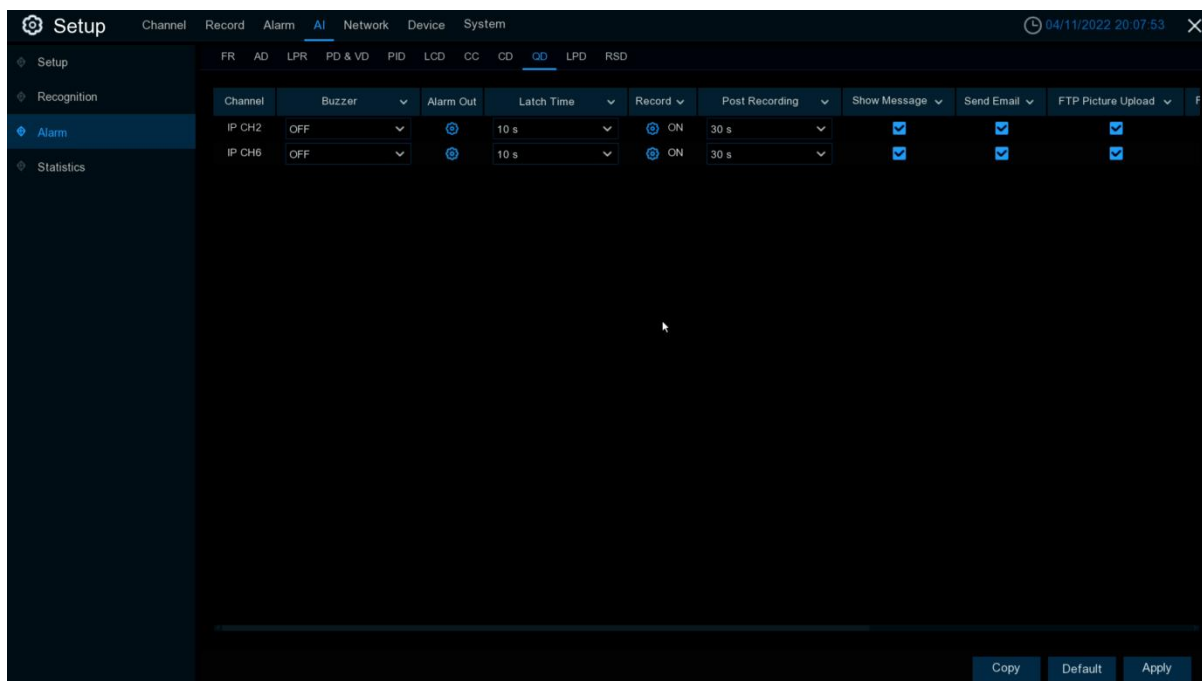 Setup Channel Record Alarm AI Network Device System 04/11/2022 20:07:53
Setup
Recognition
Alarm
Statistics
FR AD LPR PD & VD PID LCD CC CD QD LPD RSD
Channel Buzzer Alarm Out Latch Time Record Post Recording Show Message Send Email FTP Picture Upload F
IP CH2 OFF 10 s ON 30 s
IP CH6 OFF 10 s ON 30 s
Copy Default Apply